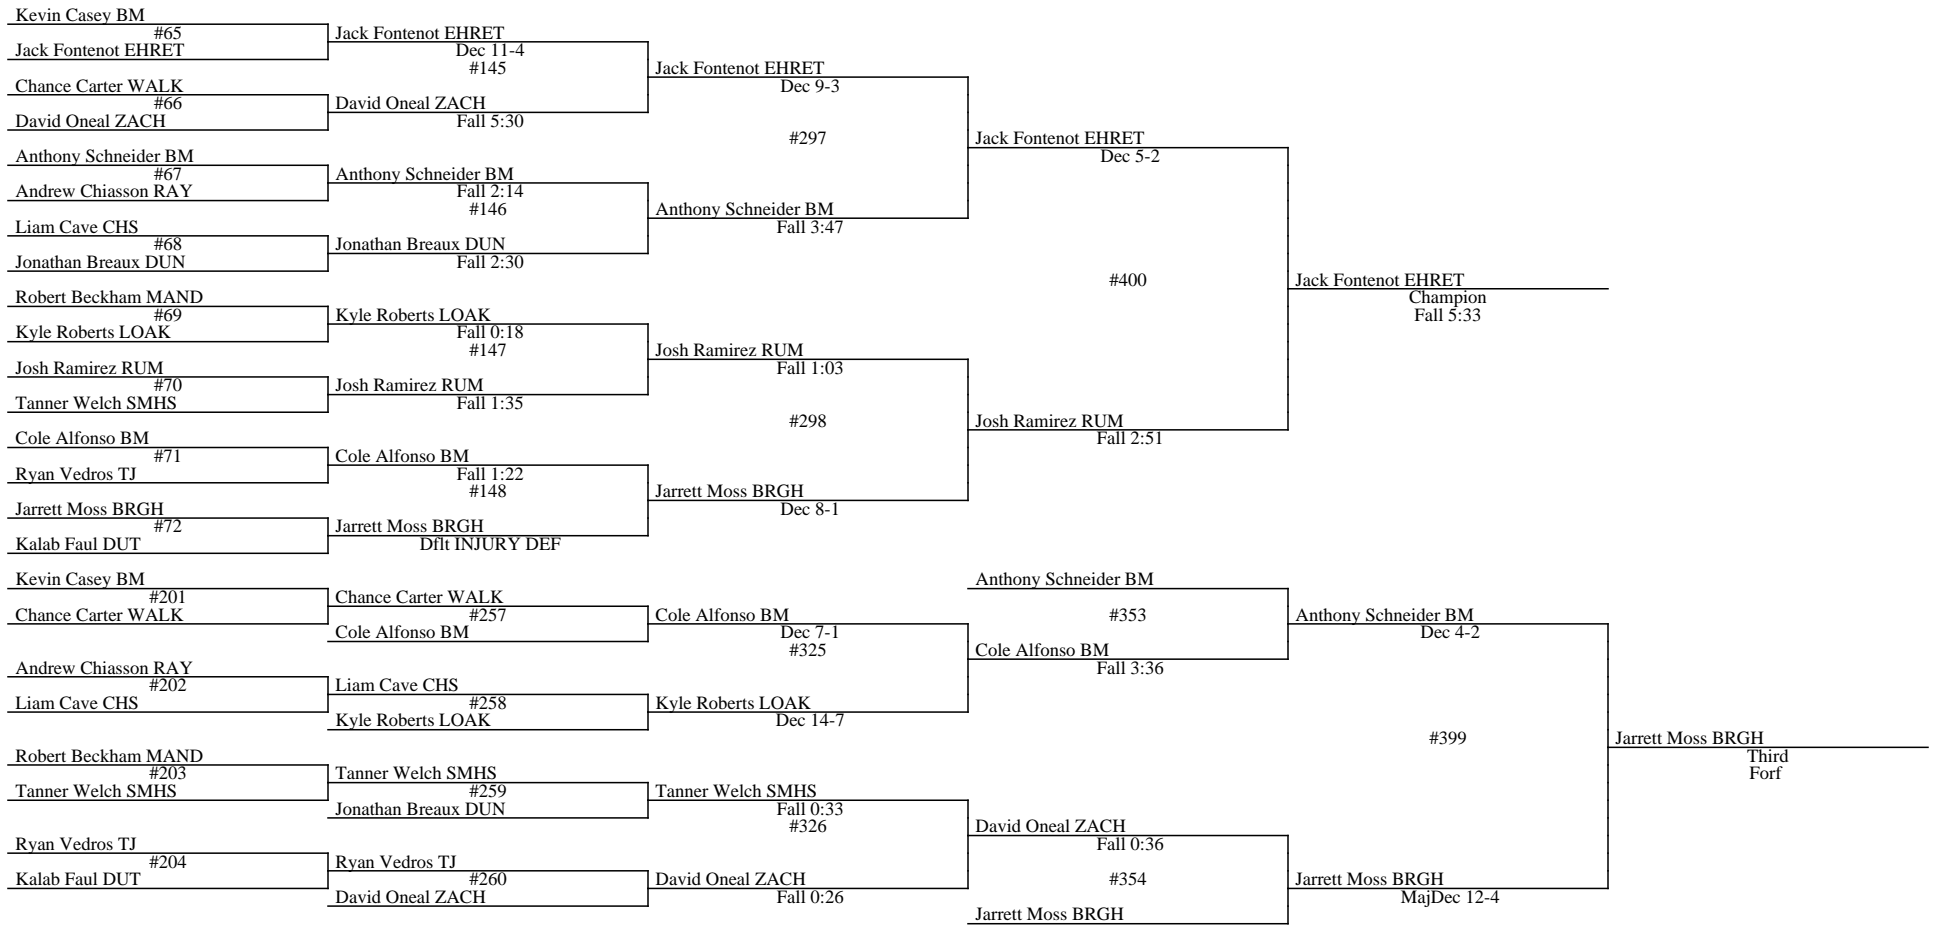 Kevin Casey BM
#65
Jack Fontenot EHRET
Chance Carter WALK
#66
David Oneal ZACH
Anthony Schneider BM
#67
Andrew Chiasson RAY
Liam Cave CHS
#68
Jonathan Breaux DUN
Robert Beckham MAND
#69
Kyle Roberts LOAK
Josh Ramirez RUM
#70
Tanner Welch SMHS
Cole Alfonso BM
#71
Ryan Vedros TJ
Jarrett Moss BRGH
#72
Kalab Faul DUT
Jack Fontenot EHRET
Dec 11-4
#145
David Oneal ZACH
Fall 5:30
Anthony Schneider BM
Fall 2:14
#146
Jonathan Breaux DUN
Fall 2:30
Kyle Roberts LOAK
Fall 0:18
#147
Josh Ramirez RUM
Fall 1:35
Cole Alfonso BM
Fall 1:22
#148
Jarrett Moss BRGH
Dflt INJURY DEF
Jack Fontenot EHRET
Dec 9-3
#297
Anthony Schneider BM
Fall 3:47
Josh Ramirez RUM
Fall 1:03
#298
Jarrett Moss BRGH
Dec 8-1
Jack Fontenot EHRET
Dec 5-2
#400
Josh Ramirez RUM
Fall 2:51
Jack Fontenot EHRET
Champion
Fall 5:33
Kevin Casey BM
#201
Chance Carter WALK
Andrew Chiasson RAY
#202
Liam Cave CHS
Robert Beckham MAND
#203
Tanner Welch SMHS
Ryan Vedros TJ
#204
Kalab Faul DUT
Chance Carter WALK
#257
Cole Alfonso BM
Liam Cave CHS
#258
Kyle Roberts LOAK
Tanner Welch SMHS
#259
Jonathan Breaux DUN
Ryan Vedros TJ
#260
David Oneal ZACH
Cole Alfonso BM
Dec 7-1
#325
Kyle Roberts LOAK
Dec 14-7
Tanner Welch SMHS
Fall 0:33
#326
David Oneal ZACH
Fall 0:26
Anthony Schneider BM
#353
Cole Alfonso BM
Fall 3:36
David Oneal ZACH
Fall 0:36
#354
Jarrett Moss BRGH
Anthony Schneider BM
Dec 4-2
#399
Jarrett Moss BRGH
MajDec 12-4
Jarrett Moss BRGH
Third
Forf